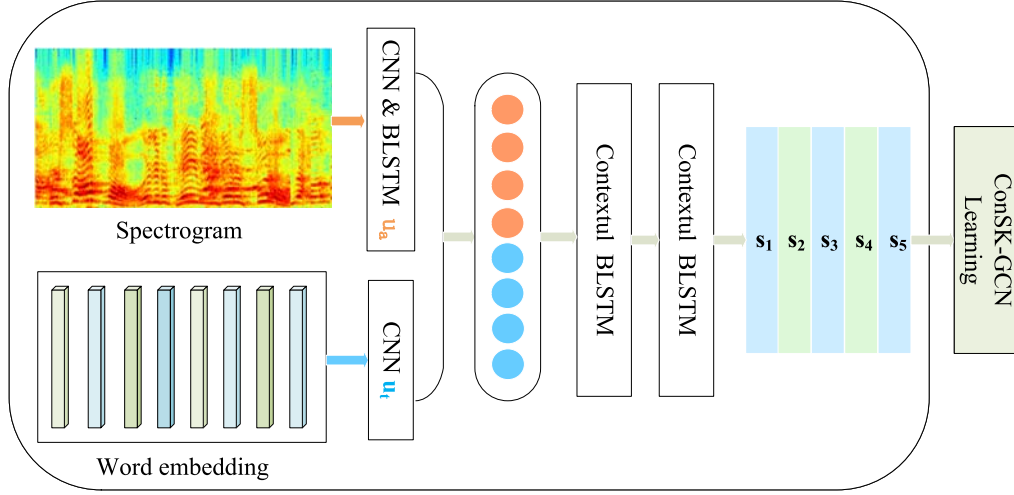 Spectrogram
Word embedding
CNN & BLSTM uₐ
CNN uₜ
Contextul BLSTM
Contextul BLSTM
s₁ s₂ s₃ s₄ s₅
ConSK-GCN
Learning